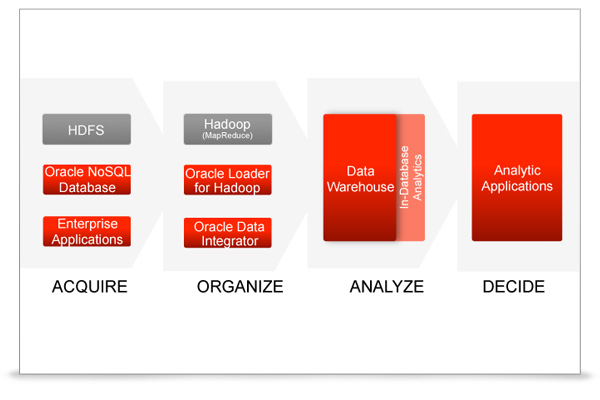 HDFS
Oracle NoSQL
Database
Enterprise
Applications
Hadoop
(MapReduce)
Oracle Loader
for Hadoop
Oracle Data
Integrator
Data
Warehouse
In-Database
Analytics
Analytic
Applications
ACQUIRE
ORGANIZE
ANALYZE
DECIDE